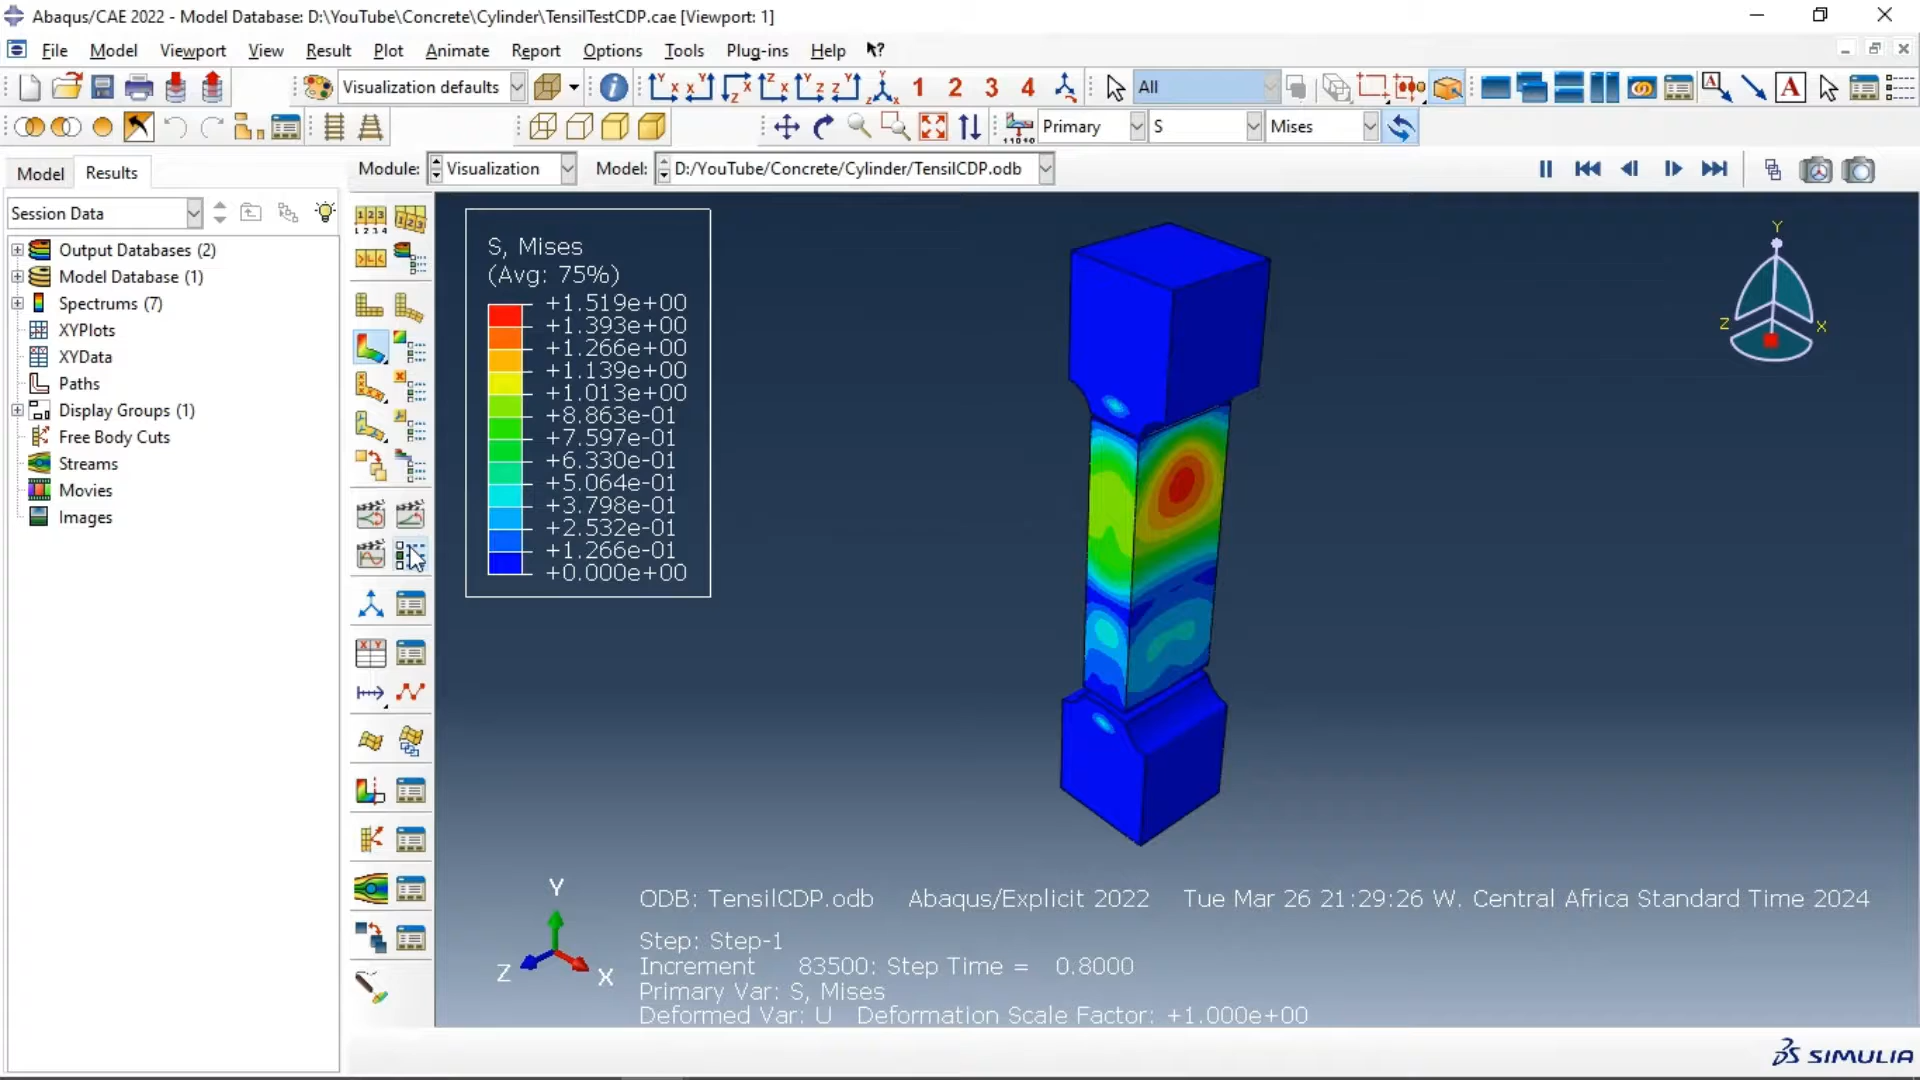 Abaqus/CAE 2022 - Model Database: D:\YouTube\Concrete\Cylinder\TensilTestCDP.cae [Viewport: 1]
File Model Viewport View Result Plot Animate Report Options Tools Plug-ins Help
Visualization defaults
1 2 3 4
All
A
Primary S Mises
Model Results
Module: Visualization Model: D:/YouTube/Concrete/Cylinder/TensilCDP.odb
Session Data
Output Databases (2)
Model Database (1)
Spectrums (7)
XYPlots
XYData
Paths
Display Groups (1)
Free Body Cuts
Streams
Movies
Images
S, Mises
(Avg: 75%)
+1.519e+00
+1.393e+00
+1.266e+00
+1.139e+00
+1.013e+00
+8.863e-01
+7.597e-01
+6.330e-01
+5.064e-01
+3.798e-01
+2.532e-01
+1.266e-01
+0.000e+00
Y
Z
X
Y
Z
X
ODB: TensilCDP.odb Abaqus/Explicit 2022 Tue Mar 26 21:29:26 W. Central Africa Standard Time 2024
Step: Step-1
Increment 83500: Step Time = 0.8000
Primary Var: S, Mises
Deformed Var: U Deformation Scale Factor: +1.000e+00
SIMULIA